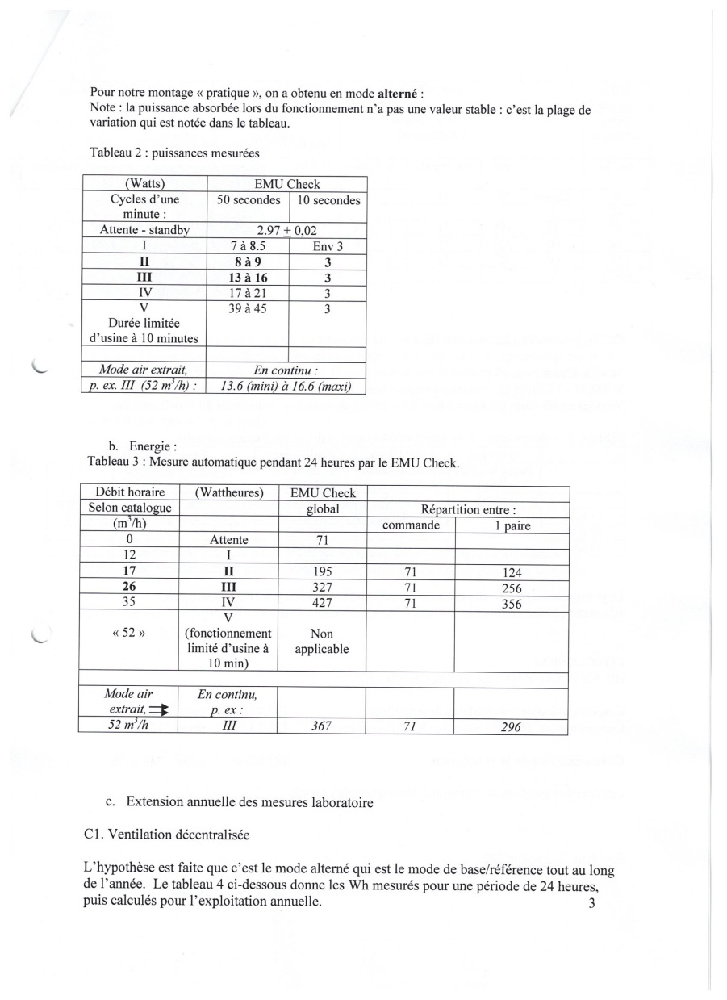 Pour notre montage « pratique », on a obtenu en mode alterné :
Note : la puissance absorbée lors du fonctionnement n'a pas une valeur stable : c'est la plage de
variation qui est notée dans le tableau.
Tableau 2 : puissances mesurées
(Watts) EMU Check
Cycles d'une 50 secondes 10 secondes
minute :
Attente - standby 2.97 ± 0,02
I 7 à 8.5 Env 3
II 8 à 9 3
III 13 à 16 3
IV 17 à 21 3
V 39 à 45 3
Durée limitée
d'usine à 10 minutes
Mode air extrait, En continu :
p. ex. III (52 m³/h) : 13.6 (mini) à 16.6 (maxi)
b. Energie :
Tableau 3 : Mesure automatique pendant 24 heures par le EMU Check.
Débit horaire (Wattheures) EMU Check
Selon catalogue global Répartition entre :
(m³/h) commande 1 paire
0 Attente 71
12 I
17 II 195 71 124
26 III 327 71 256
35 IV 427 71 356
V
« 52 » (fonctionnement Non
limité d'usine à applicable
10 min)
Mode air En continu,
extrait, p. ex :
52 m³/h III 367 71 296
c. Extension annuelle des mesures laboratoire
C1. Ventilation décentralisée
L'hypothèse est faite que c'est le mode alterné qui est le mode de base/référence tout au long
de l'année. Le tableau 4 ci-dessous donne les Wh mesurés pour une période de 24 heures,
puis calculés pour l'exploitation annuelle. 3